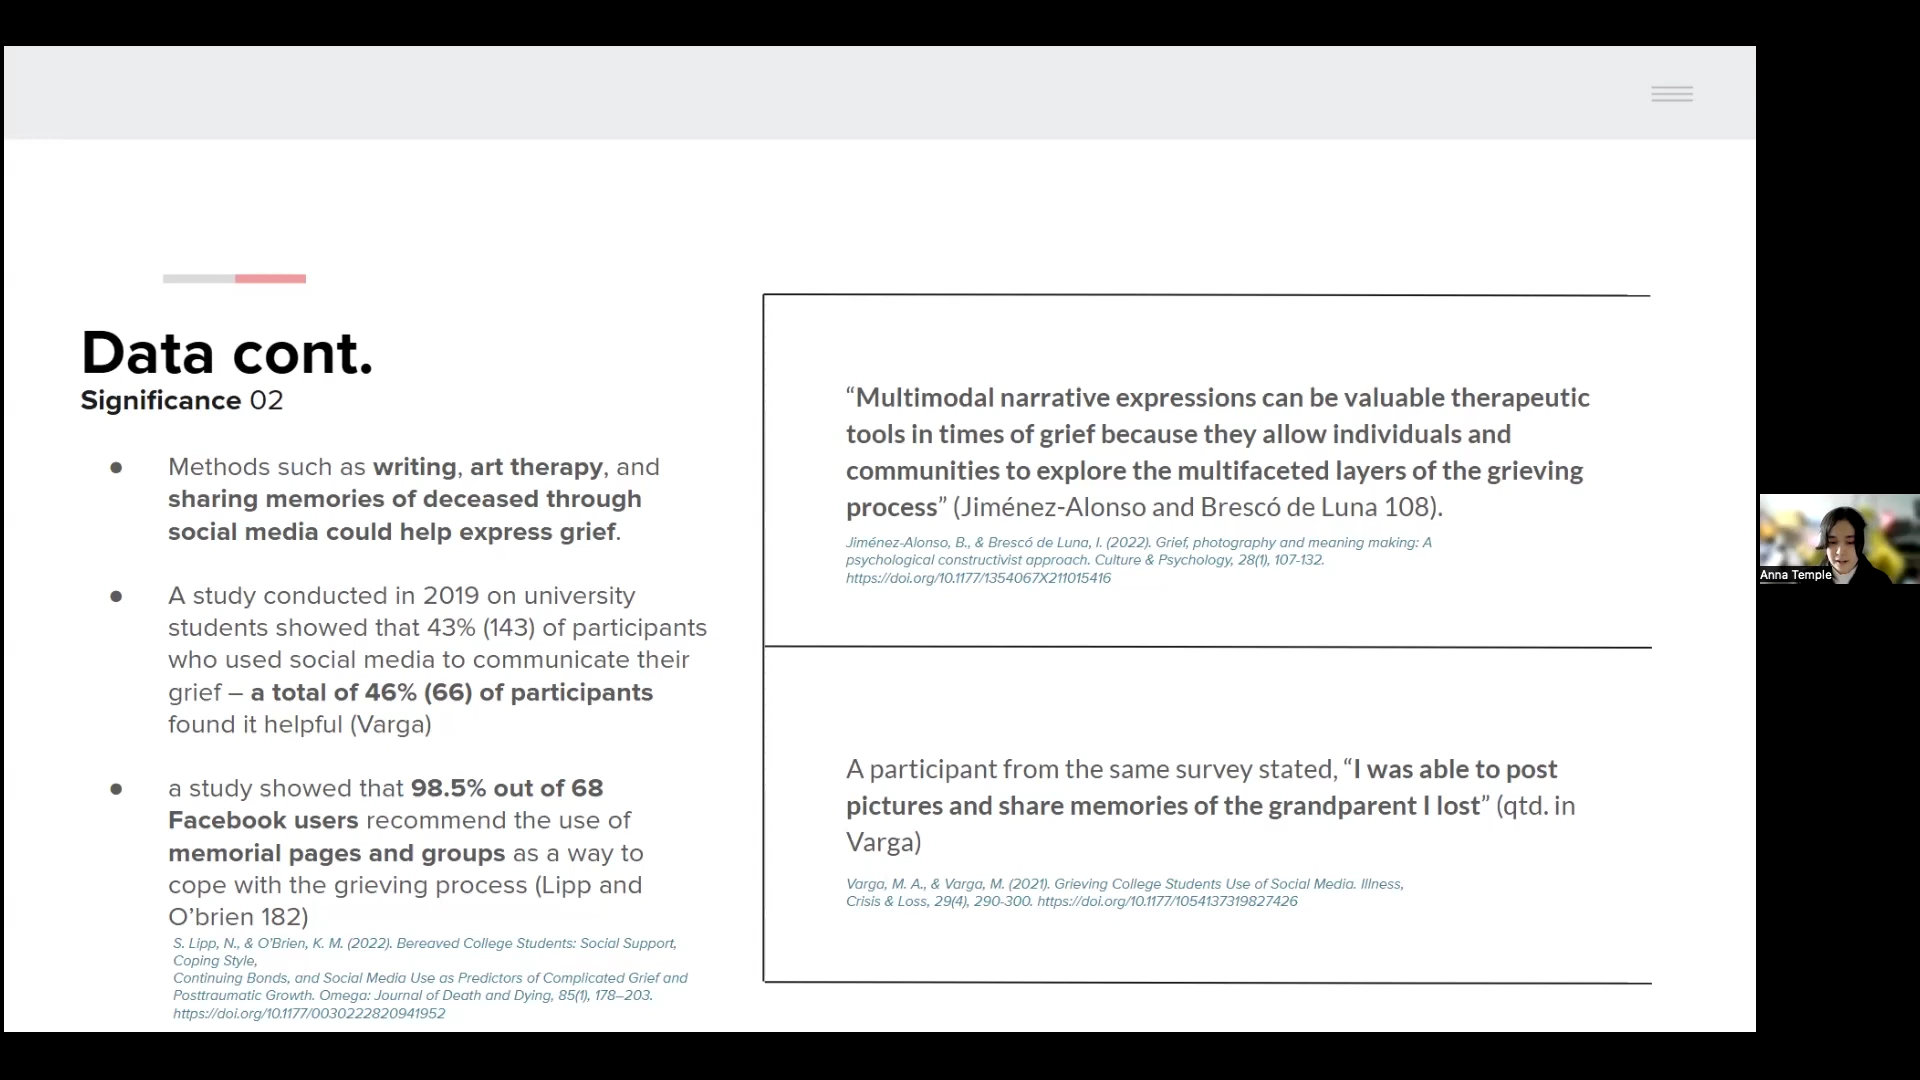 Data cont.
Significance 02
● Methods such as writing, art therapy, and
sharing memories of deceased through
social media could help express grief.
● A study conducted in 2019 on university
students showed that 43% (143) of participants
who used social media to communicate their
grief – a total of 46% (66) of participants
found it helpful (Varga)
● a study showed that 98.5% out of 68
Facebook users recommend the use of
memorial pages and groups as a way to
cope with the grieving process (Lipp and
O’brien 182)
S. Lipp, N., & O’Brien, K. M. (2022). Bereaved College Students: Social Support,
Coping Style,
Continuing Bonds, and Social Media Use as Predictors of Complicated Grief and
Posttraumatic Growth. Omega: Journal of Death and Dying, 85(1), 178–203.
https://doi.org/10.1177/0030222820941952
“Multimodal narrative expressions can be valuable therapeutic
tools in times of grief because they allow individuals and
communities to explore the multifaceted layers of the grieving
process” (Jiménez-Alonso and Brescó de Luna 108).
Jiménez-Alonso, B., & Brescó de Luna, I. (2022). Grief, photography and meaning making: A
psychological constructivist approach. Culture & Psychology, 28(1), 107-132.
https://doi.org/10.1177/1354067X211015416
A participant from the same survey stated, “I was able to post
pictures and share memories of the grandparent I lost” (qtd. in
Varga)
Varga, M. A., & Varga, M. (2021). Grieving College Students Use of Social Media. Illness,
Crisis & Loss, 29(4), 290-300. https://doi.org/10.1177/1054137319827426
Anna Temple